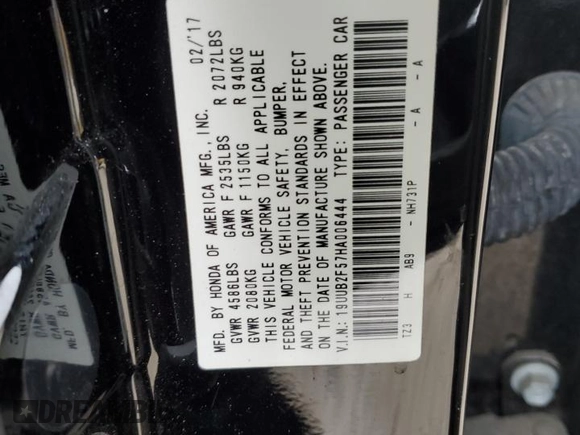 MFD. BY HONDA OF AMERICA MFG., INC. 02/'17
GVWR 4586LBS GAWR F 2535LBS R 2072LBS
GVWR 2080KG GAWR F 1150KG R 940KG
THIS VEHICLE CONFORMS TO ALL APPLICABLE
FEDERAL MOTOR VEHICLE SAFETY, BUMPER,
AND THEFT PREVENTION STANDARDS IN EFFECT
ON THE DATE OF MANUFACTURE SHOWN ABOVE.
V.I.N.: 19UUB2F57HA006444 TYPE: PASSENGER CAR
TZ3 H AB9 - NH731P - A - A